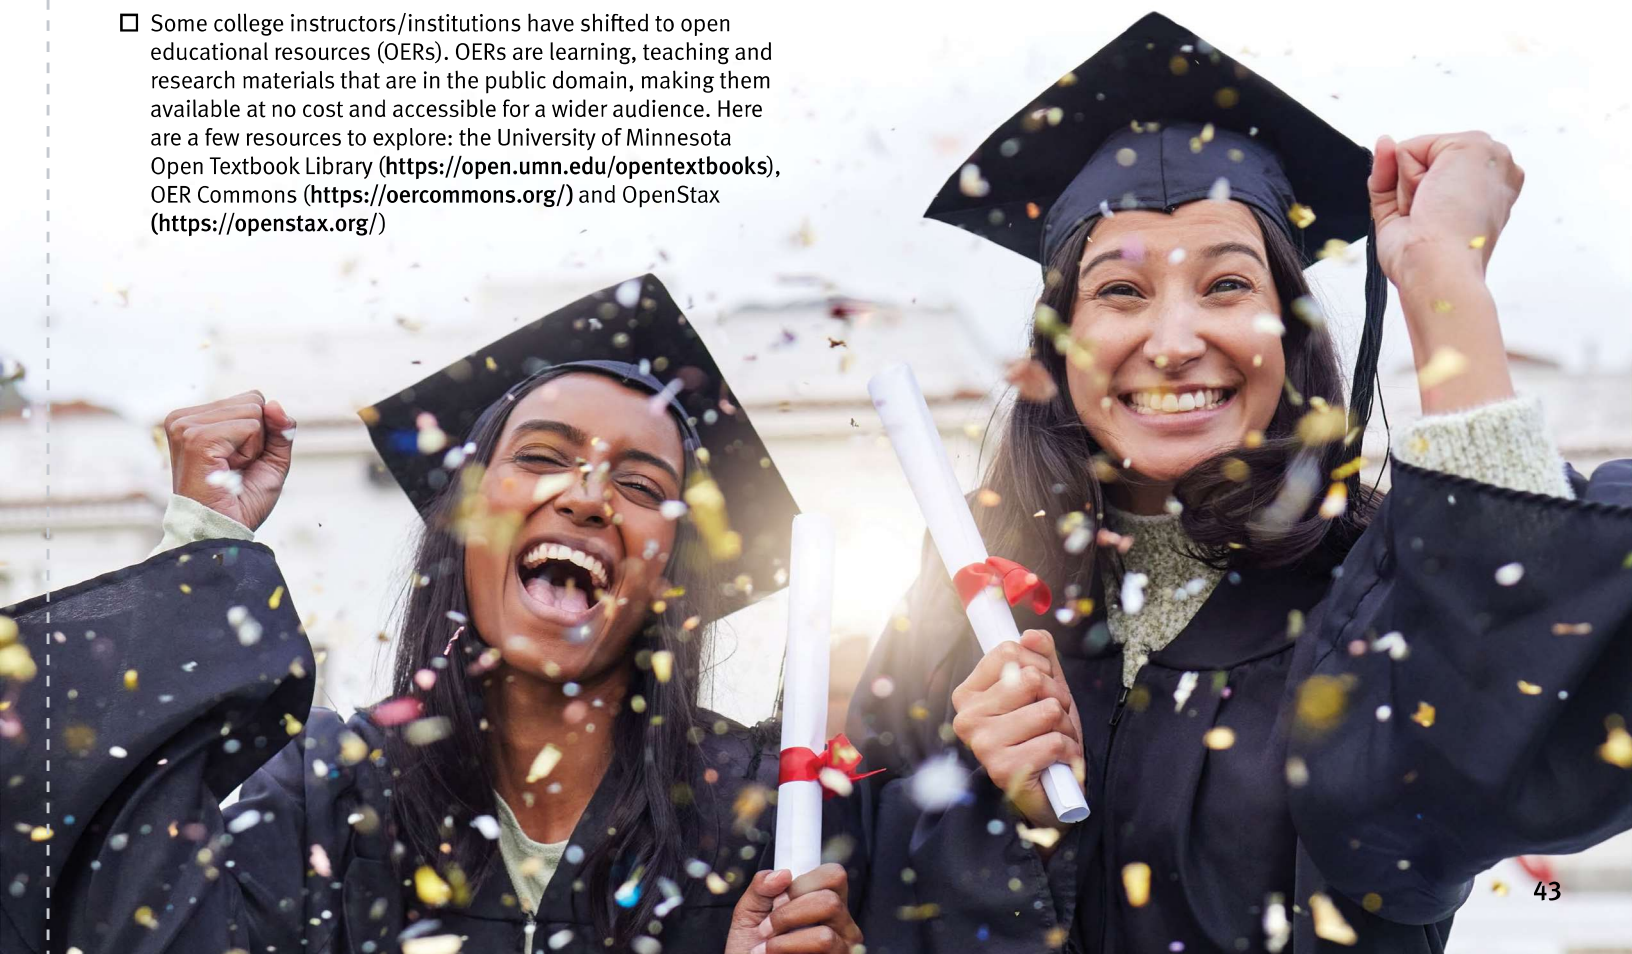 Some college instructors/institutions have shifted to open
educational resources (OERs). OERs are learning, teaching and
research materials that are in the public domain, making them
available at no cost and accessible for a wider audience. Here
are a few resources to explore: the University of Minnesota
Open Textbook Library (https://open.umn.edu/opentextbooks),
OER Commons (https://oercommons.org/) and OpenStax
(https://openstax.org/)
43